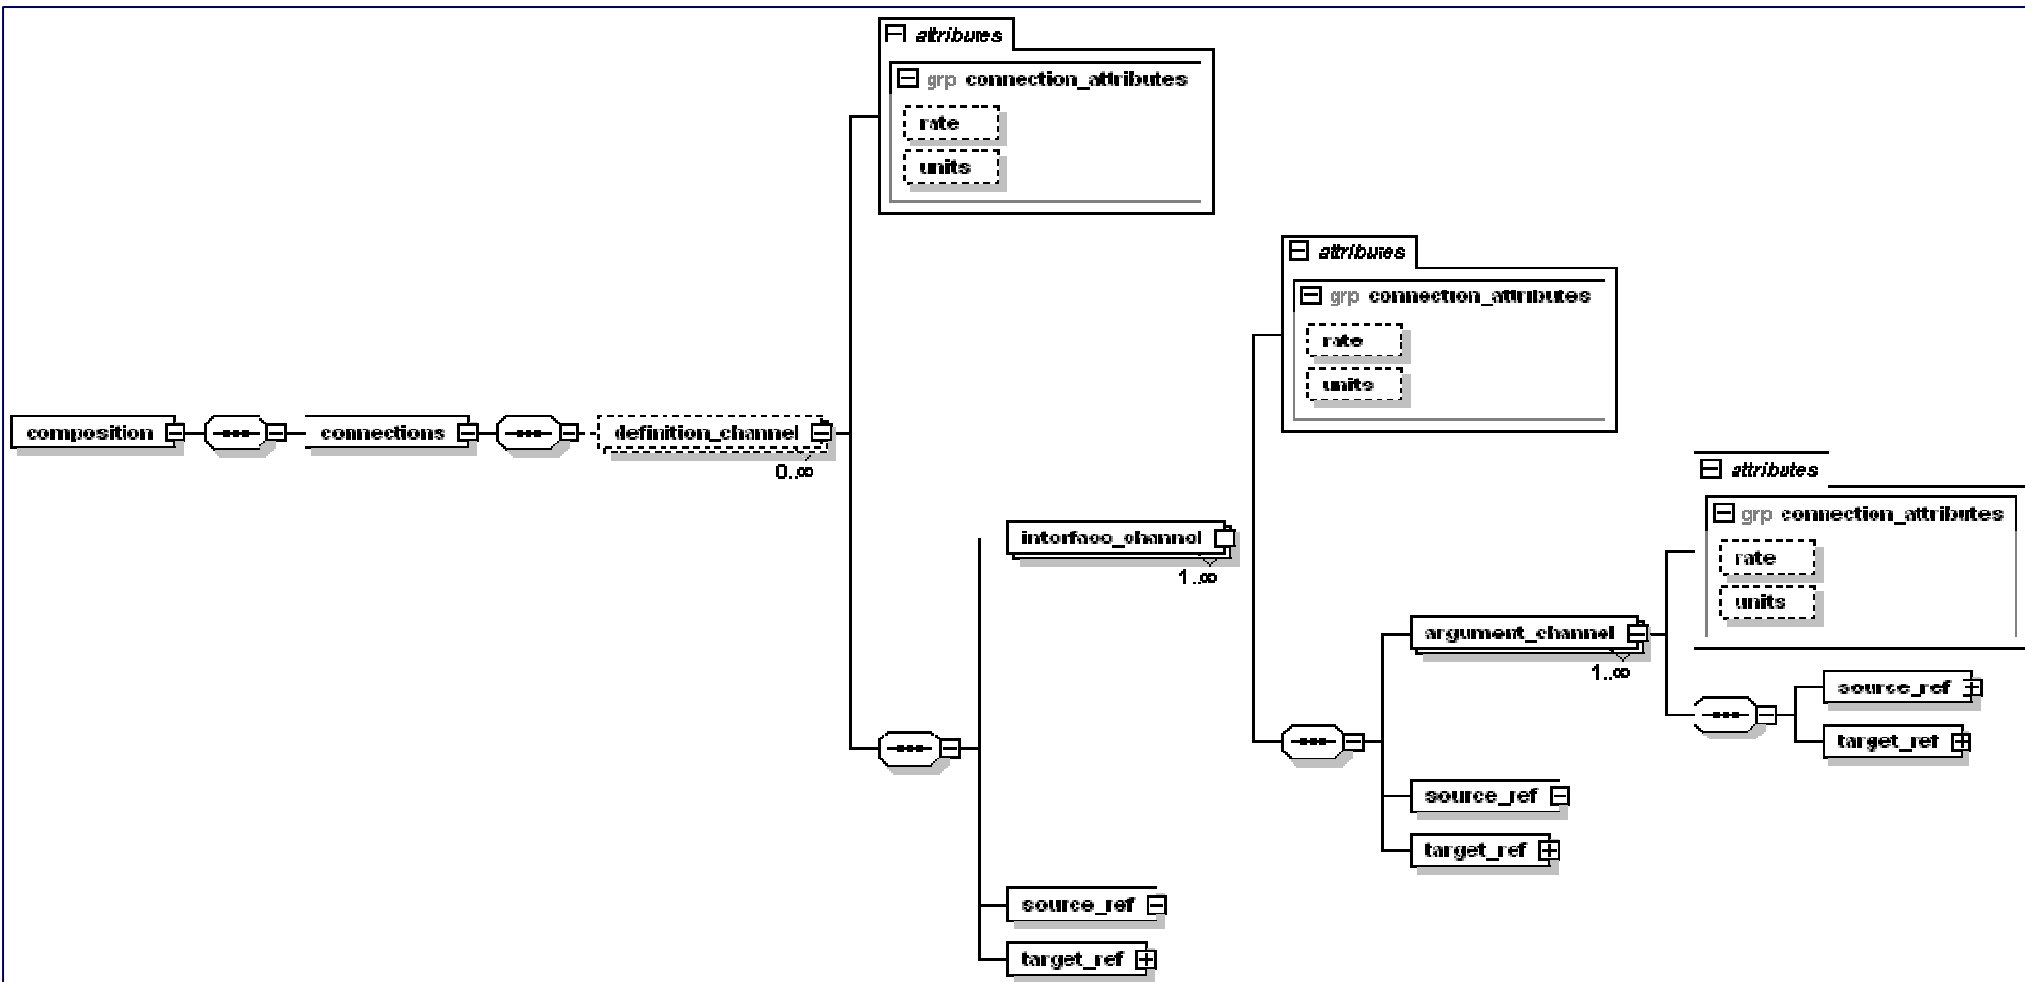 attributes
grp connection_attributes
rate
units
attributes
grp connection_attributes
rate
units
composition
connections
definition_channel
0..∞
attributes
grp connection_attributes
rate
units
interface_channel
1..∞
argument_channel
1..∞
source_ref
target_ref
source_ref
target_ref
source_ref
target_ref